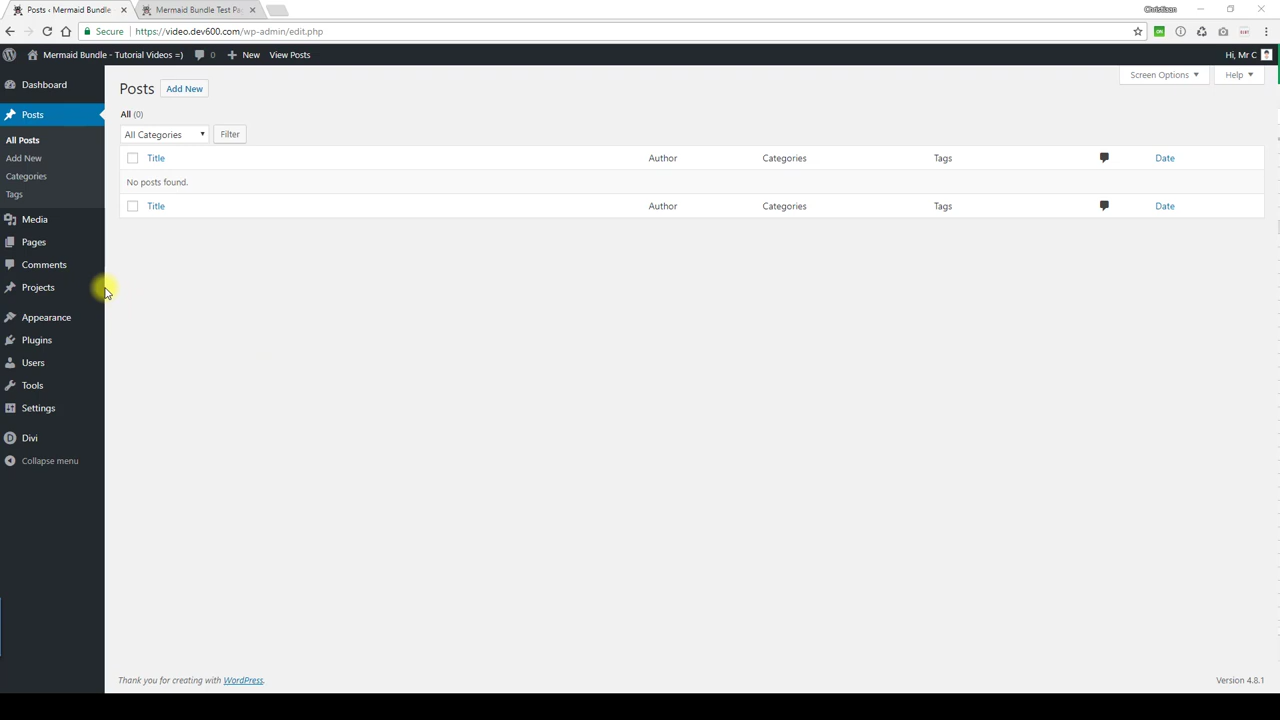 Posts ‹ Mermaid Bundle
Mermaid Bundle Test Pa
Christiaan
Secure
https://video.dev600.com/wp-admin/edit.php
Mermaid Bundle - Tutorial Videos =)
0
New
View Posts
Hi, Mr C
Dashboard
Posts
All Posts
Add New
Categories
Tags
Media
Pages
Comments
Projects
Appearance
Plugins
Users
Tools
Settings
Divi
Collapse menu
Posts
Add New
Screen Options
Help
All (0)
All Categories
Filter
Title
Author
Categories
Tags
Date
No posts found.
Title
Author
Categories
Tags
Date
Thank you for creating with WordPress.
Version 4.8.1